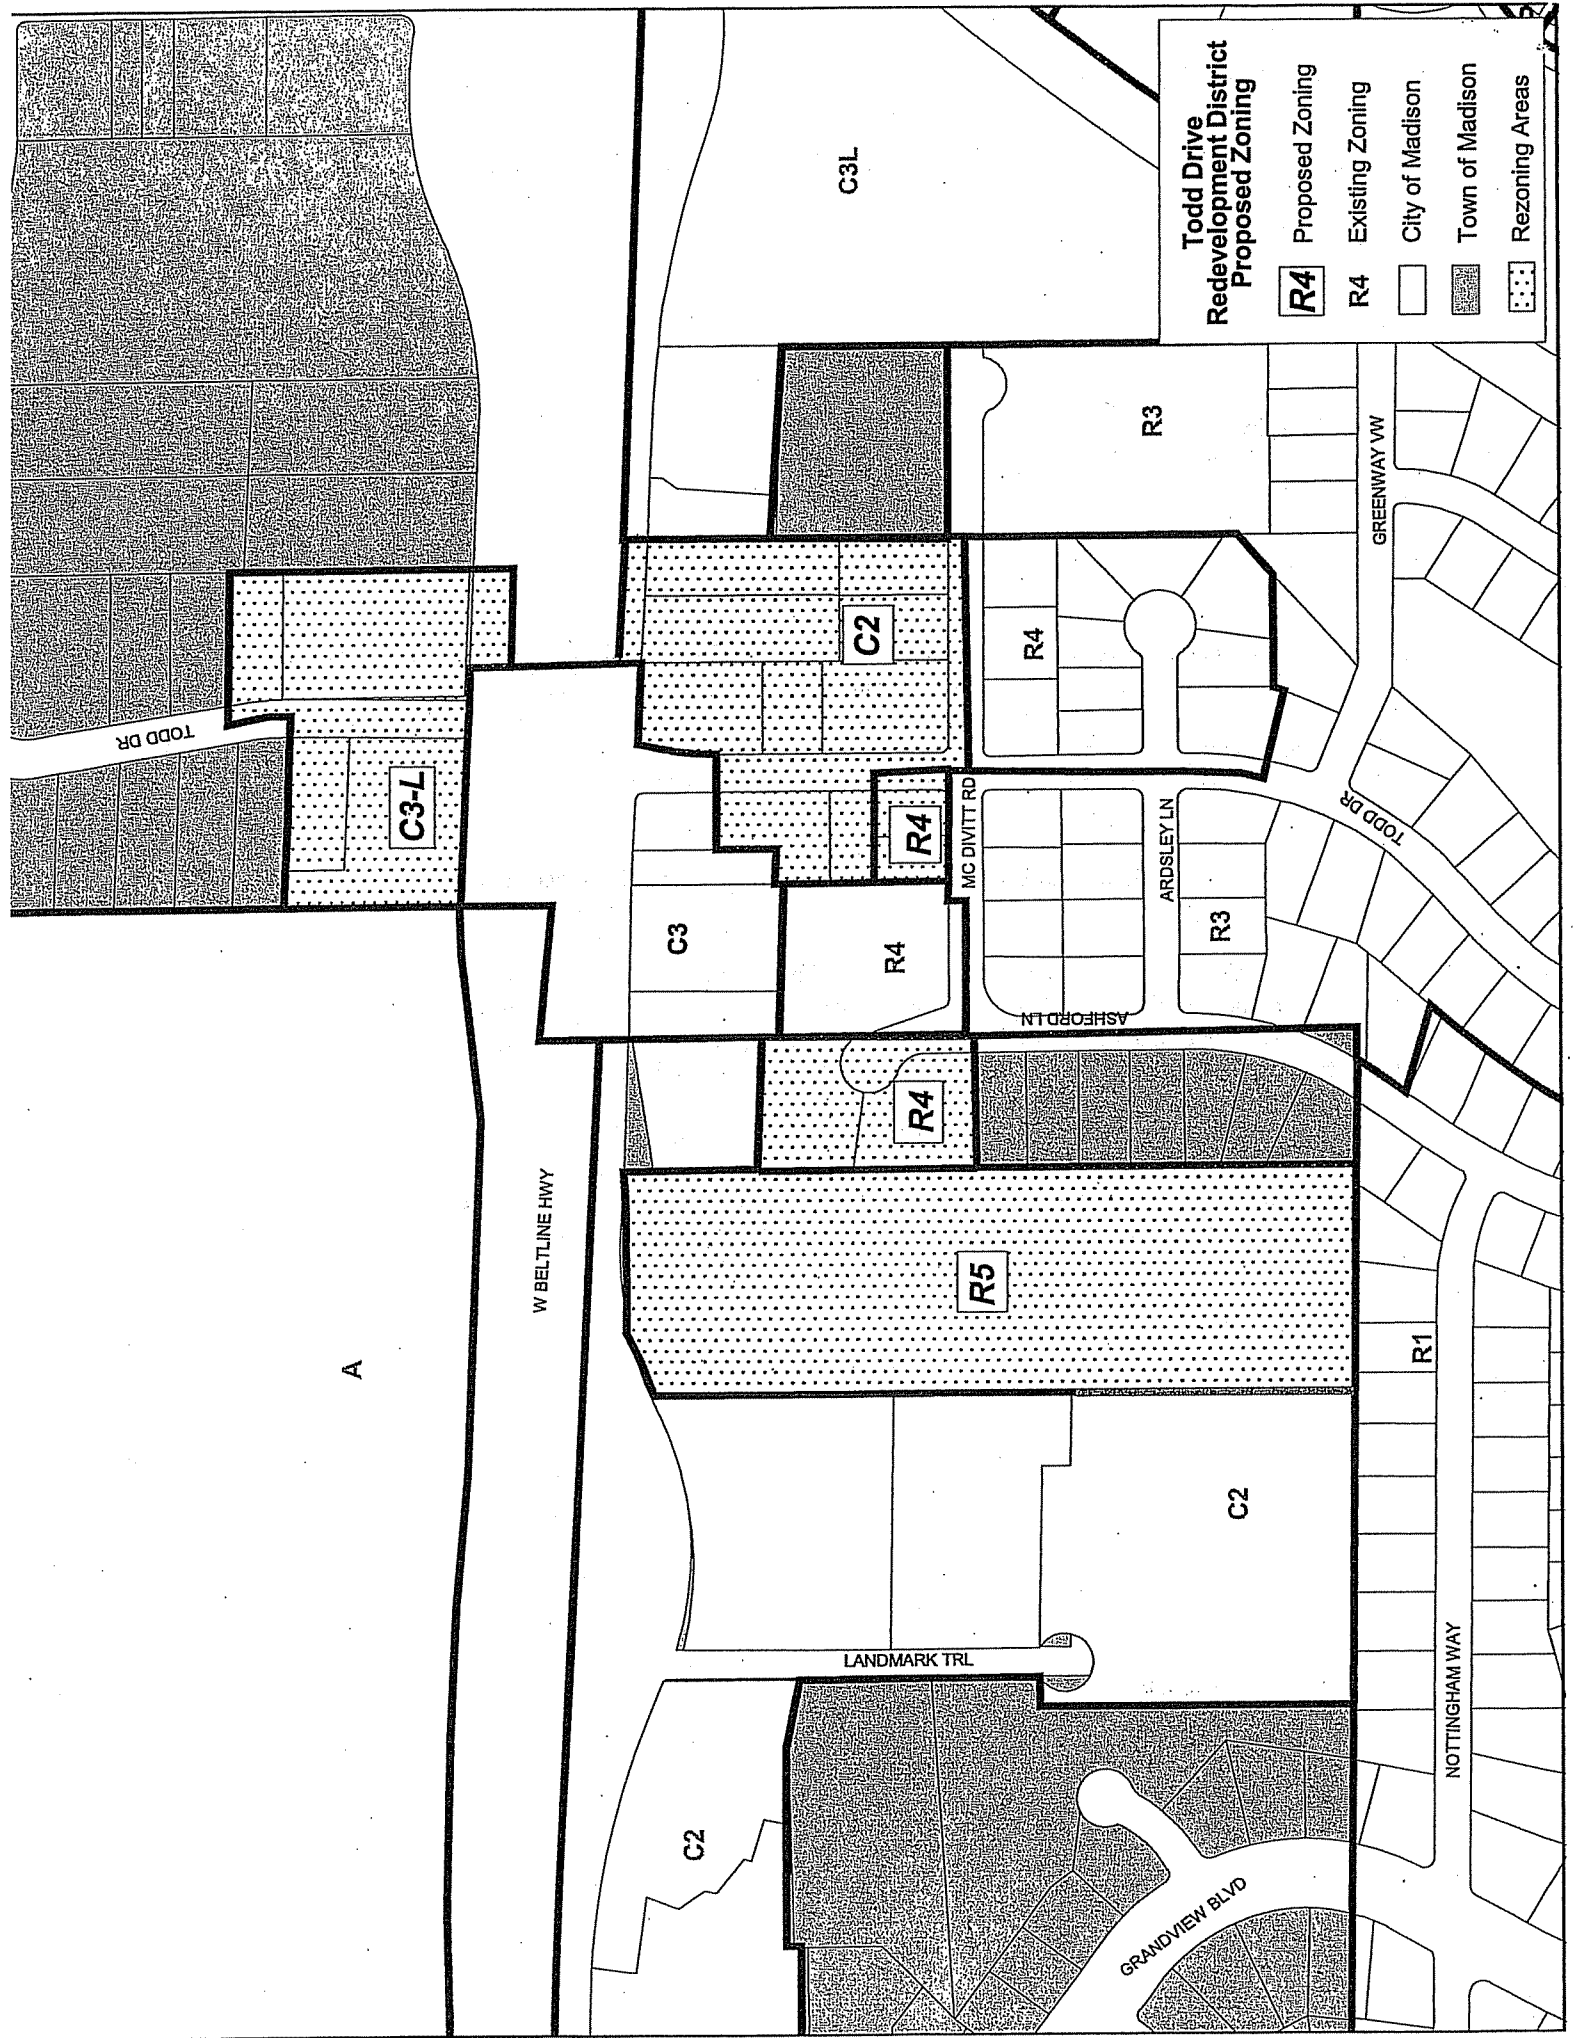 Todd Drive
Redevelopment District
Proposed Zoning
R4 Proposed Zoning
R4 Existing Zoning
City of Madison
Town of Madison
Rezoning Areas
A
W BELTLINE HWY
TODD DR
C3-L
C3L
C2
C2
LANDMARK TRL
C2
GRANDVIEW BLVD
NOTTINGHAM WAY
R1
R5
R4
C3
R4
R4
MC DIVITT RD
ASHFORD LN
ARDSLEY LN
R3
R4
TODD DR
R3
GREENWAY VW